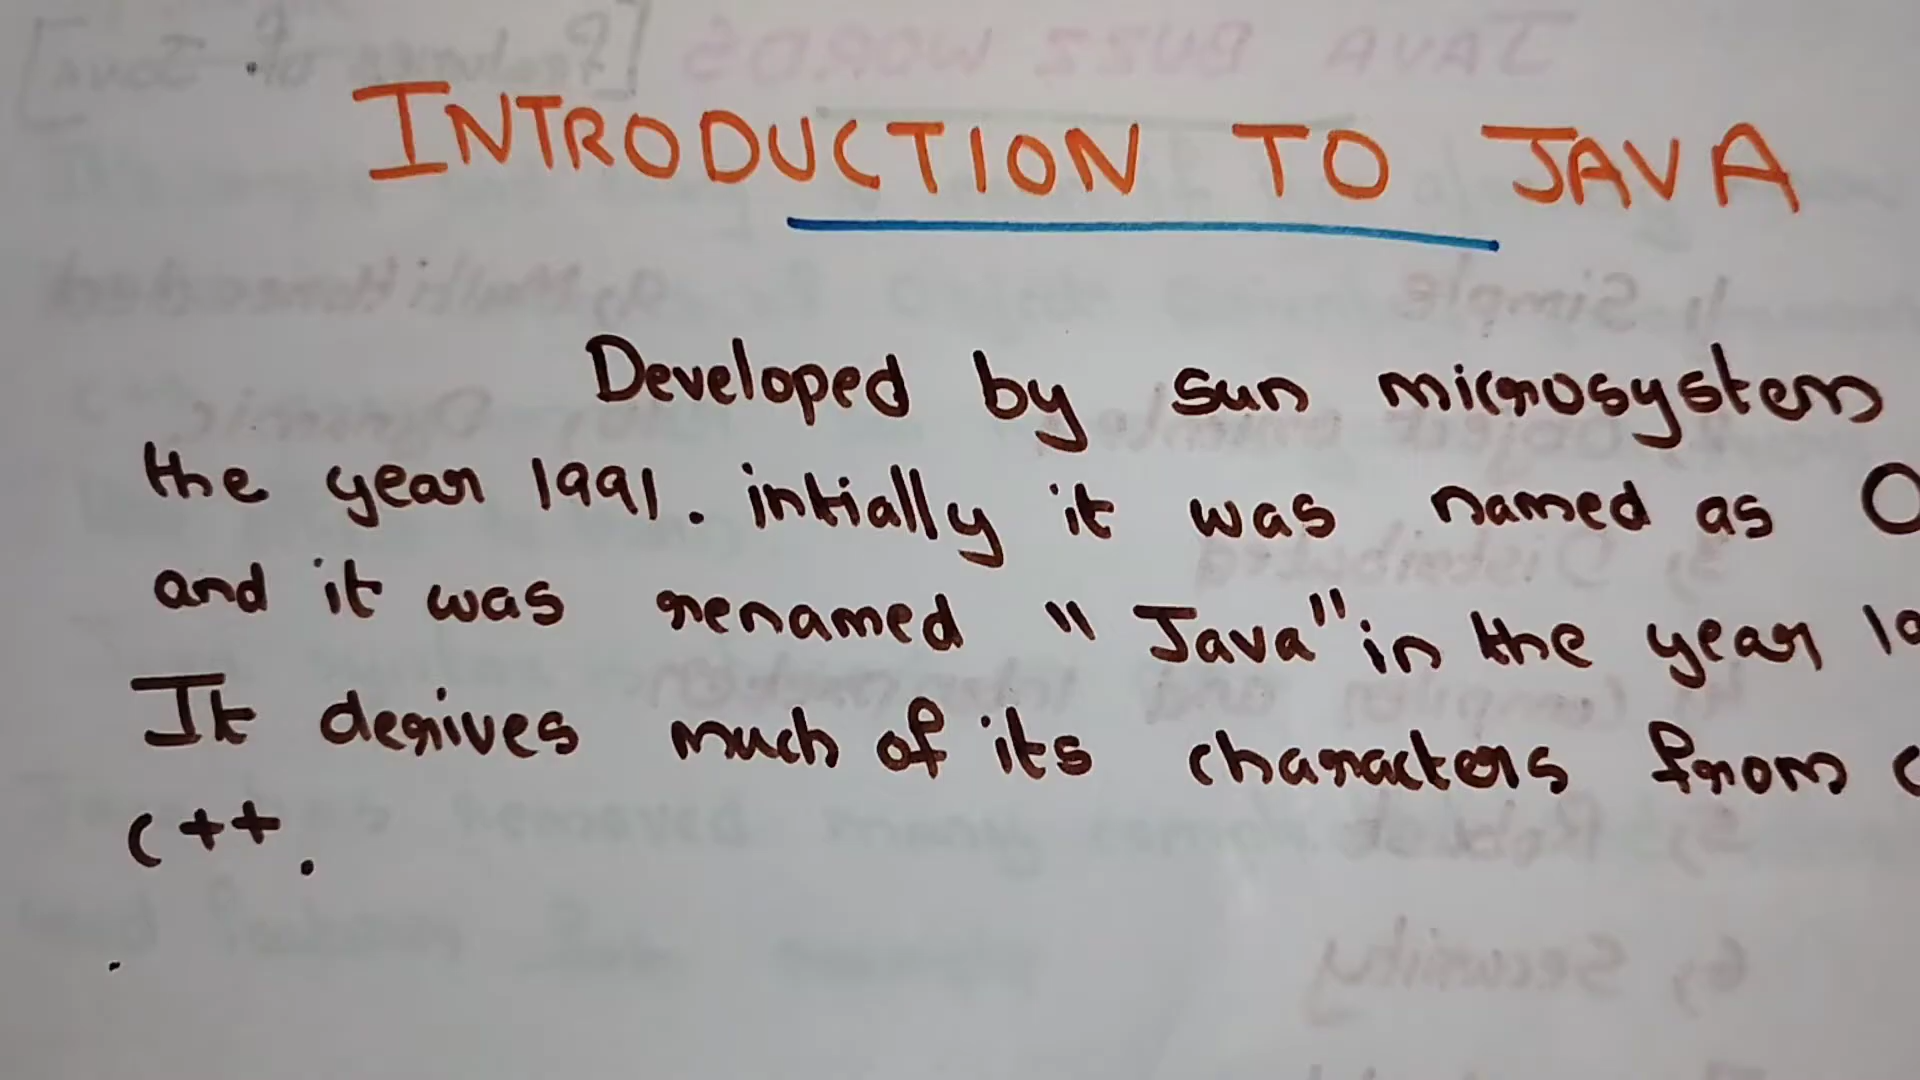 INTRODUCTION TO JAVA
Developed by sun microsystem
the year 1991. intially it was named as O
and it was renamed "Java" in the year 19
It derives much of its characters from c
c++.